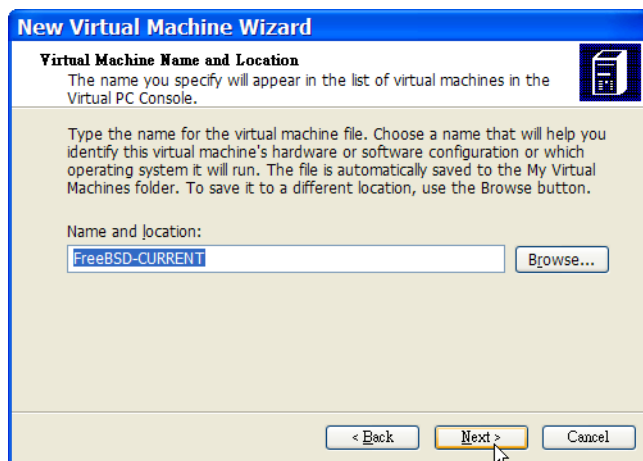 New Virtual Machine Wizard
Virtual Machine Name and Location
The name you specify will appear in the list of virtual machines in the
Virtual PC Console.
Type the name for the virtual machine file. Choose a name that will help you
identify this virtual machine's hardware or software configuration or which
operating system it will run. The file is automatically saved to the My Virtual
Machines folder. To save it to a different location, use the Browse button.
Name and location:
FreeBSD-CURRENT
Browse...
< Back
Next >
Cancel